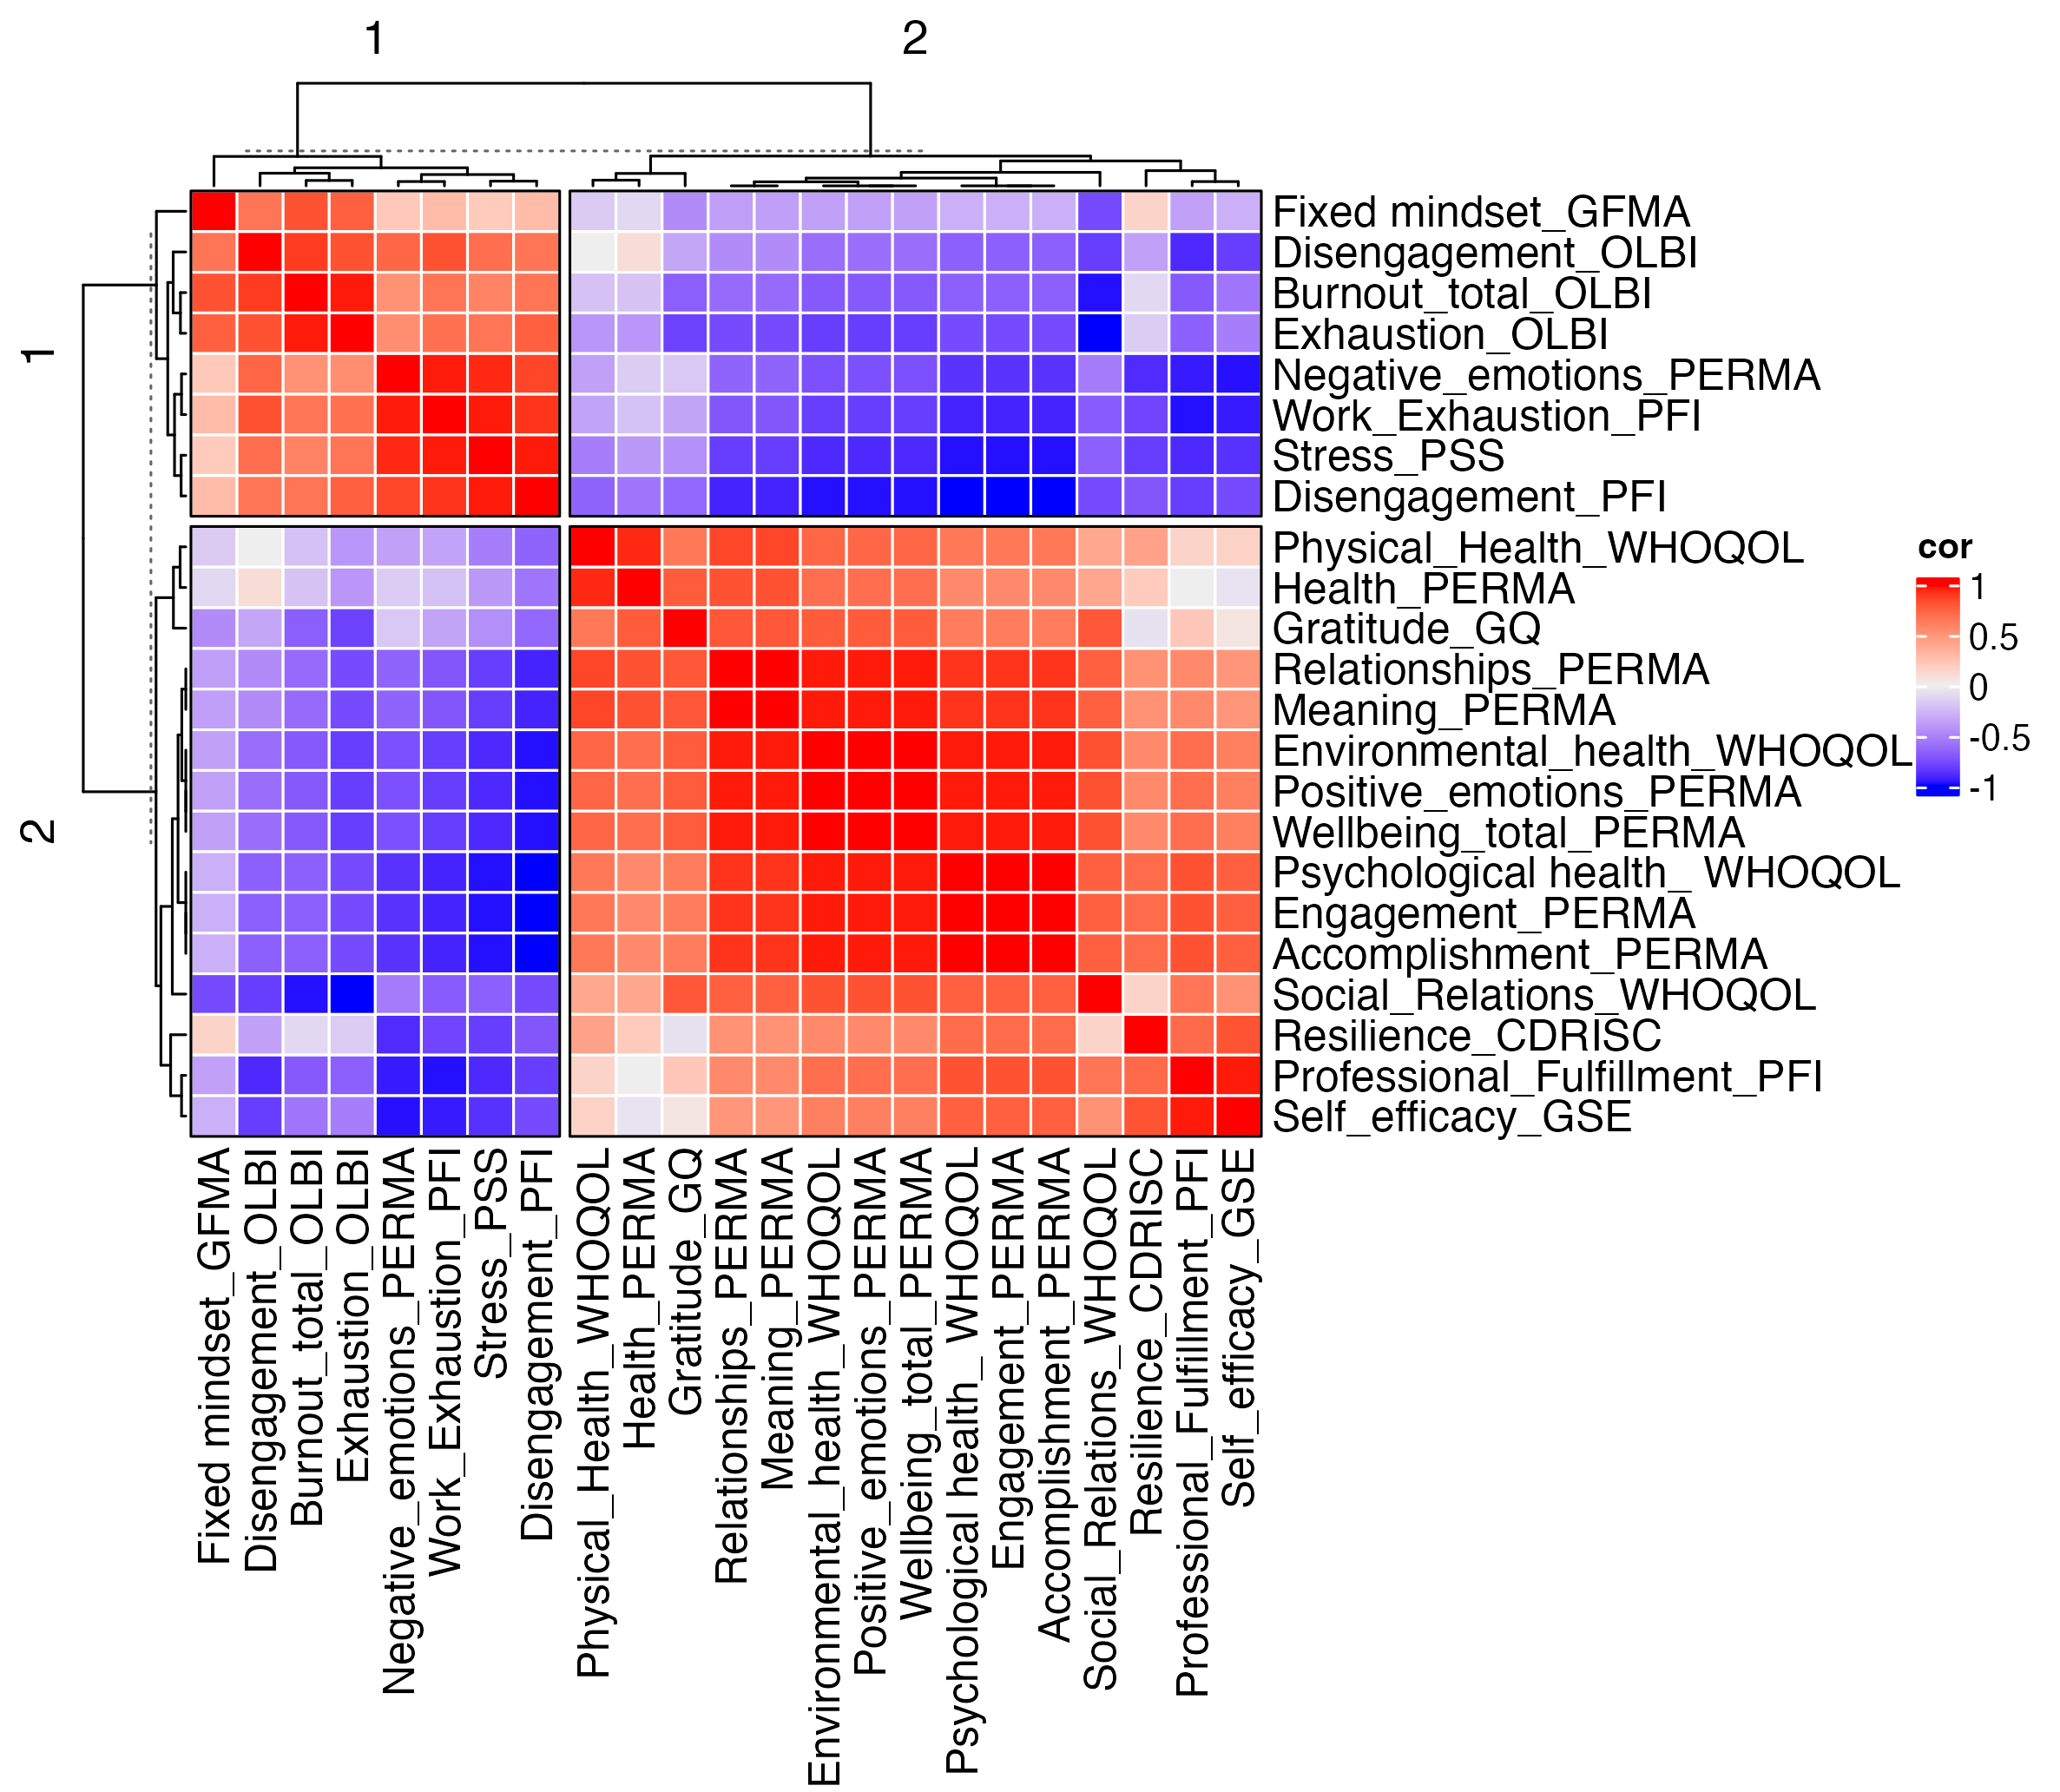 1
2
1
2
Fixed mindset_GFMA
Disengagement_OLBI
Burnout_total_OLBI
Exhaustion_OLBI
Negative_emotions_PERMA
Work_Exhaustion_PFI
Stress_PSS
Disengagement_PFI
Physical_Health_WHOQOL
Health_PERMA
Gratitude_GQ
Relationships_PERMA
Meaning_PERMA
Environmental_health_WHOQOL
Positive_emotions_PERMA
Wellbeing_total_PERMA
Psychological health_ WHOQOL
Engagement_PERMA
Accomplishment_PERMA
Social_Relations_WHOQOL
Resilience_CDRISC
Professional_Fulfillment_PFI
Self_efficacy_GSE
cor
1
0.5
0
-0.5
-1
Fixed mindset_GFMA
Disengagement_OLBI
Burnout_total_OLBI
Exhaustion_OLBI
Negative_emotions_PERMA
Work_Exhaustion_PFI
Stress_PSS
Disengagement_PFI
Physical_Health_WHOQOL
Health_PERMA
Gratitude_GQ
Relationships_PERMA
Meaning_PERMA
Environmental_health_WHOQOL
Positive_emotions_PERMA
Wellbeing_total_PERMA
Psychological health_ WHOQOL
Engagement_PERMA
Accomplishment_PERMA
Social_Relations_WHOQOL
Resilience_CDRISC
Professional_Fulfillment_PFI
Self_efficacy_GSE